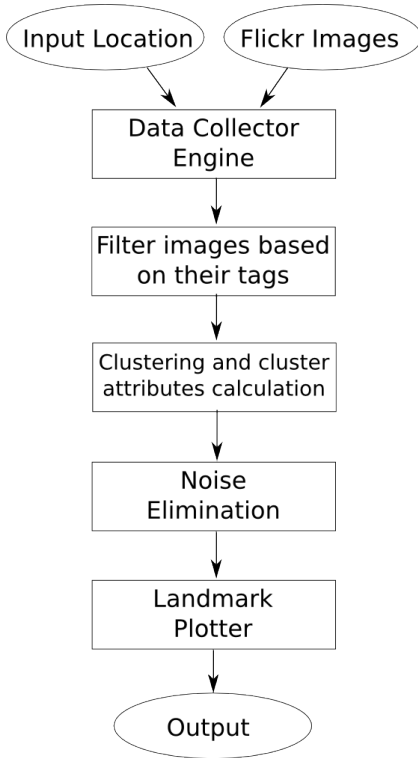 Input Location
Flickr Images
Data Collector
Engine
Filter images based
on their tags
Clustering and cluster
attributes calculation
Noise
Elimination
Landmark
Plotter
Output